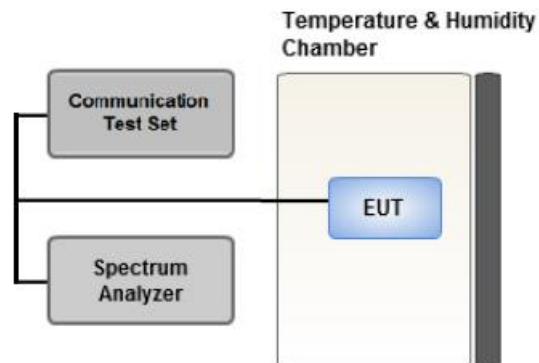 Temperature & Humidity
Chamber
Communication
Test Set
EUT
Spectrum
Analyzer